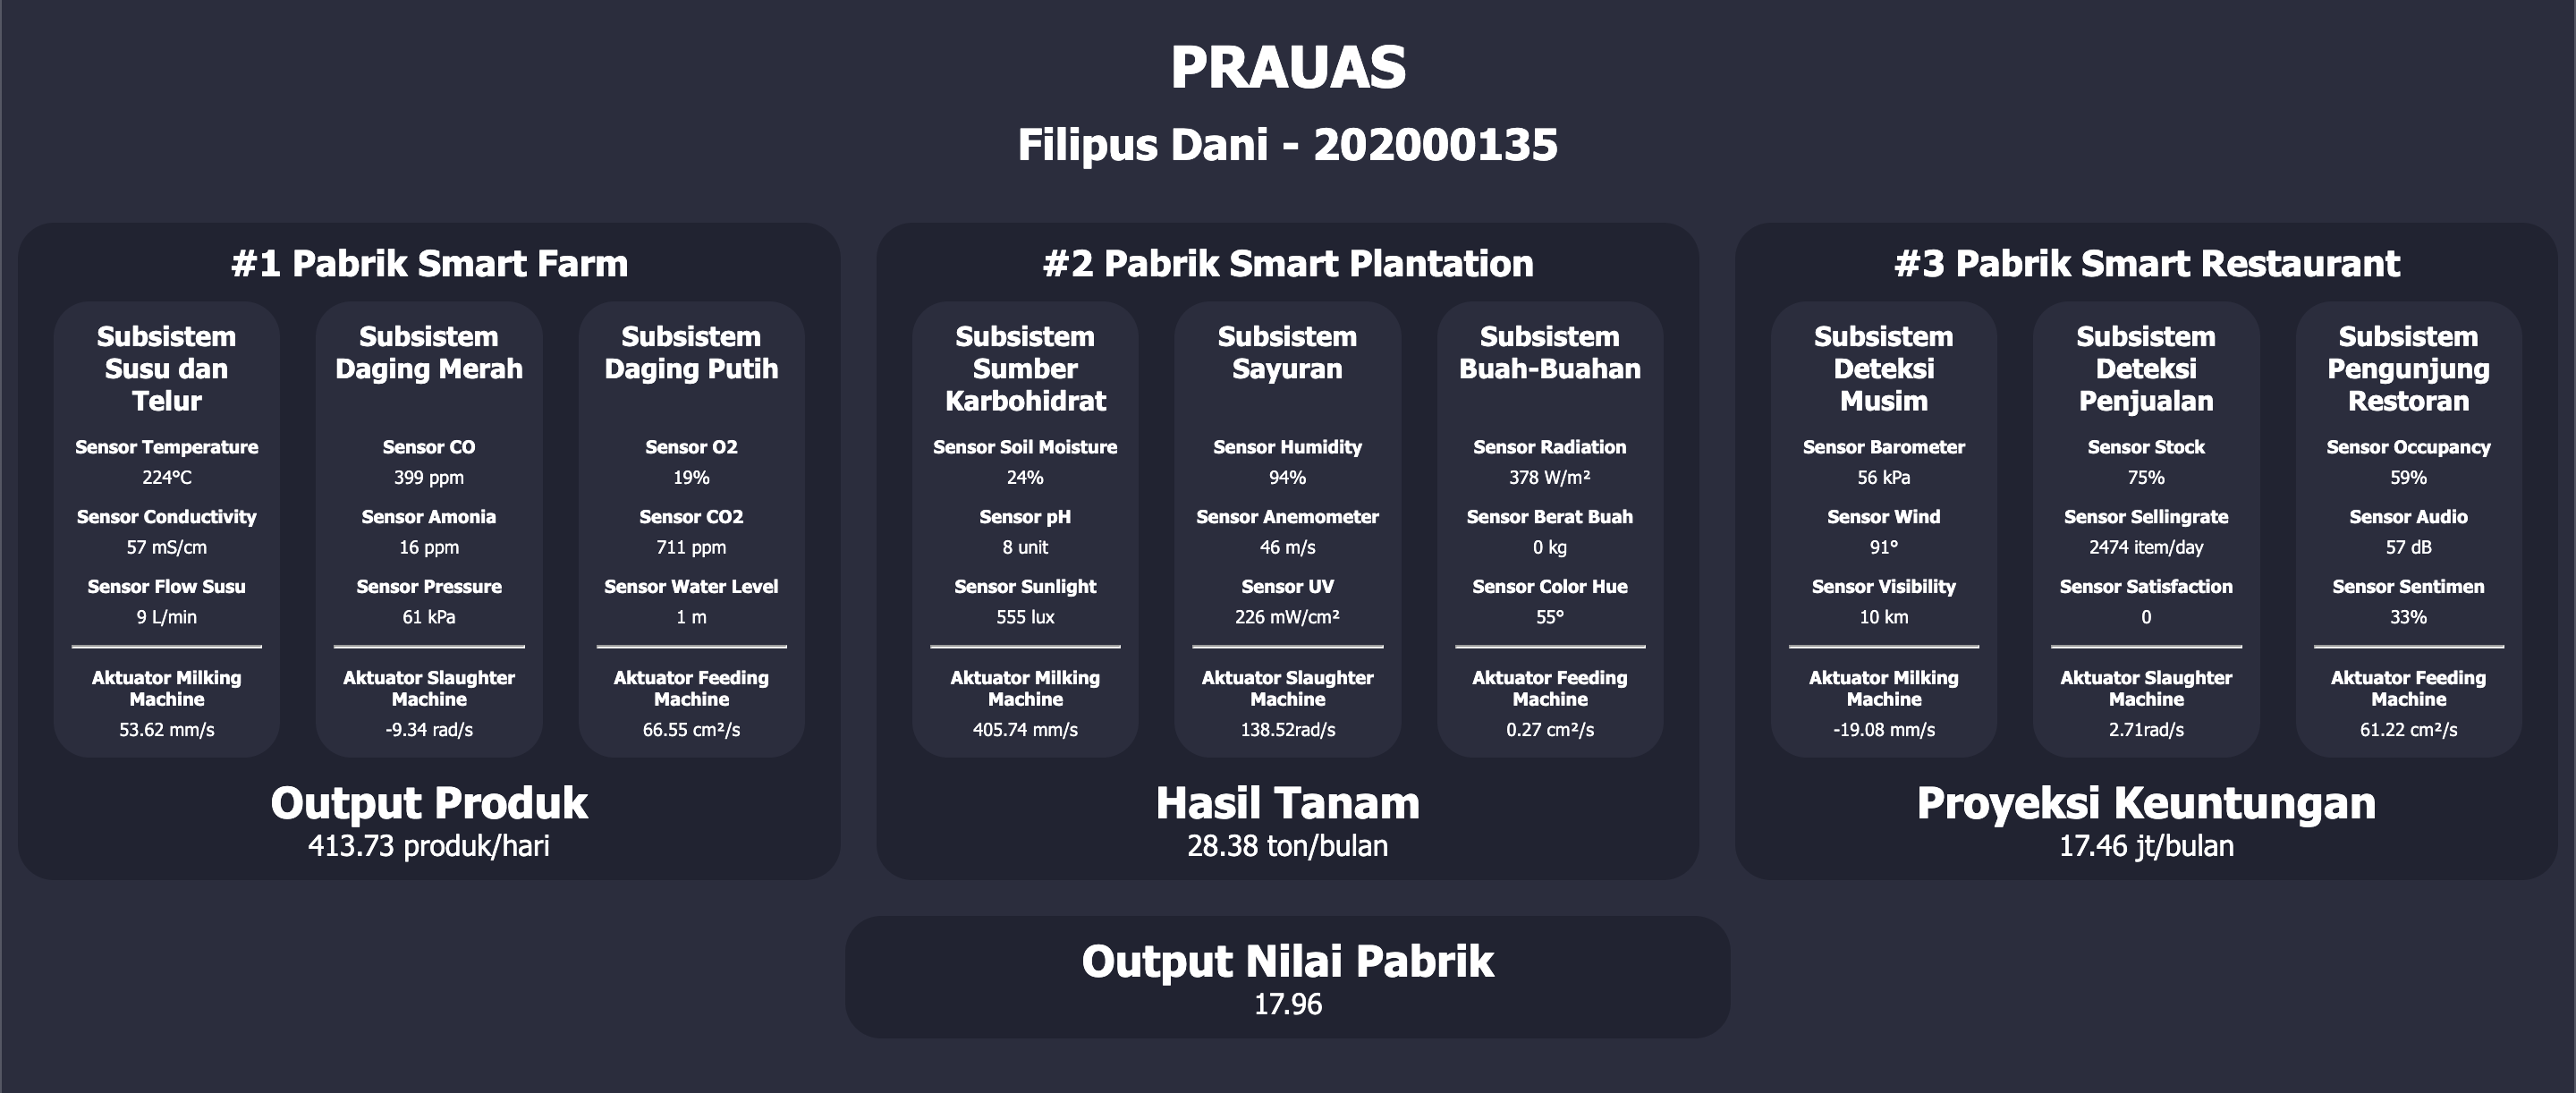 PRAUAS
Filipus Dani - 202000135
#1 Pabrik Smart Farm
Subsistem
Susu dan
Telur
Sensor Temperature
224°C
Sensor Conductivity
57 mS/cm
Sensor Flow Susu
9 L/min
Aktuator Milking
Machine
53.62 mm/s
Subsistem
Daging Merah
Sensor CO
399 ppm
Sensor Amonia
16 ppm
Sensor Pressure
61 kPa
Aktuator Slaughter
Machine
-9.34 rad/s
Subsistem
Daging Putih
Sensor O2
19%
Sensor CO2
711 ppm
Sensor Water Level
1 m
Aktuator Feeding
Machine
66.55 cm²/s
Output Produk
413.73 produk/hari
#2 Pabrik Smart Plantation
Subsistem
Sumber
Karbohidrat
Sensor Soil Moisture
24%
Sensor pH
8 unit
Sensor Sunlight
555 lux
Aktuator Milking
Machine
405.74 mm/s
Subsistem
Sayuran
Sensor Humidity
94%
Sensor Anemometer
46 m/s
Sensor UV
226 mW/cm²
Aktuator Slaughter
Machine
138.52rad/s
Subsistem
Buah-Buahan
Sensor Radiation
378 W/m²
Sensor Berat Buah
0 kg
Sensor Color Hue
55°
Aktuator Feeding
Machine
0.27 cm²/s
Hasil Tanam
28.38 ton/bulan
#3 Pabrik Smart Restaurant
Subsistem
Deteksi
Musim
Sensor Barometer
56 kPa
Sensor Wind
91°
Sensor Visibility
10 km
Aktuator Milking
Machine
-19.08 mm/s
Subsistem
Deteksi
Penjualan
Sensor Stock
75%
Sensor Sellingrate
2474 item/day
Sensor Satisfaction
0
Aktuator Slaughter
Machine
2.71rad/s
Subsistem
Pengunjung
Restoran
Sensor Occupancy
59%
Sensor Audio
57 dB
Sensor Sentimen
33%
Aktuator Feeding
Machine
61.22 cm²/s
Proyeksi Keuntungan
17.46 jt/bulan
Output Nilai Pabrik
17.96